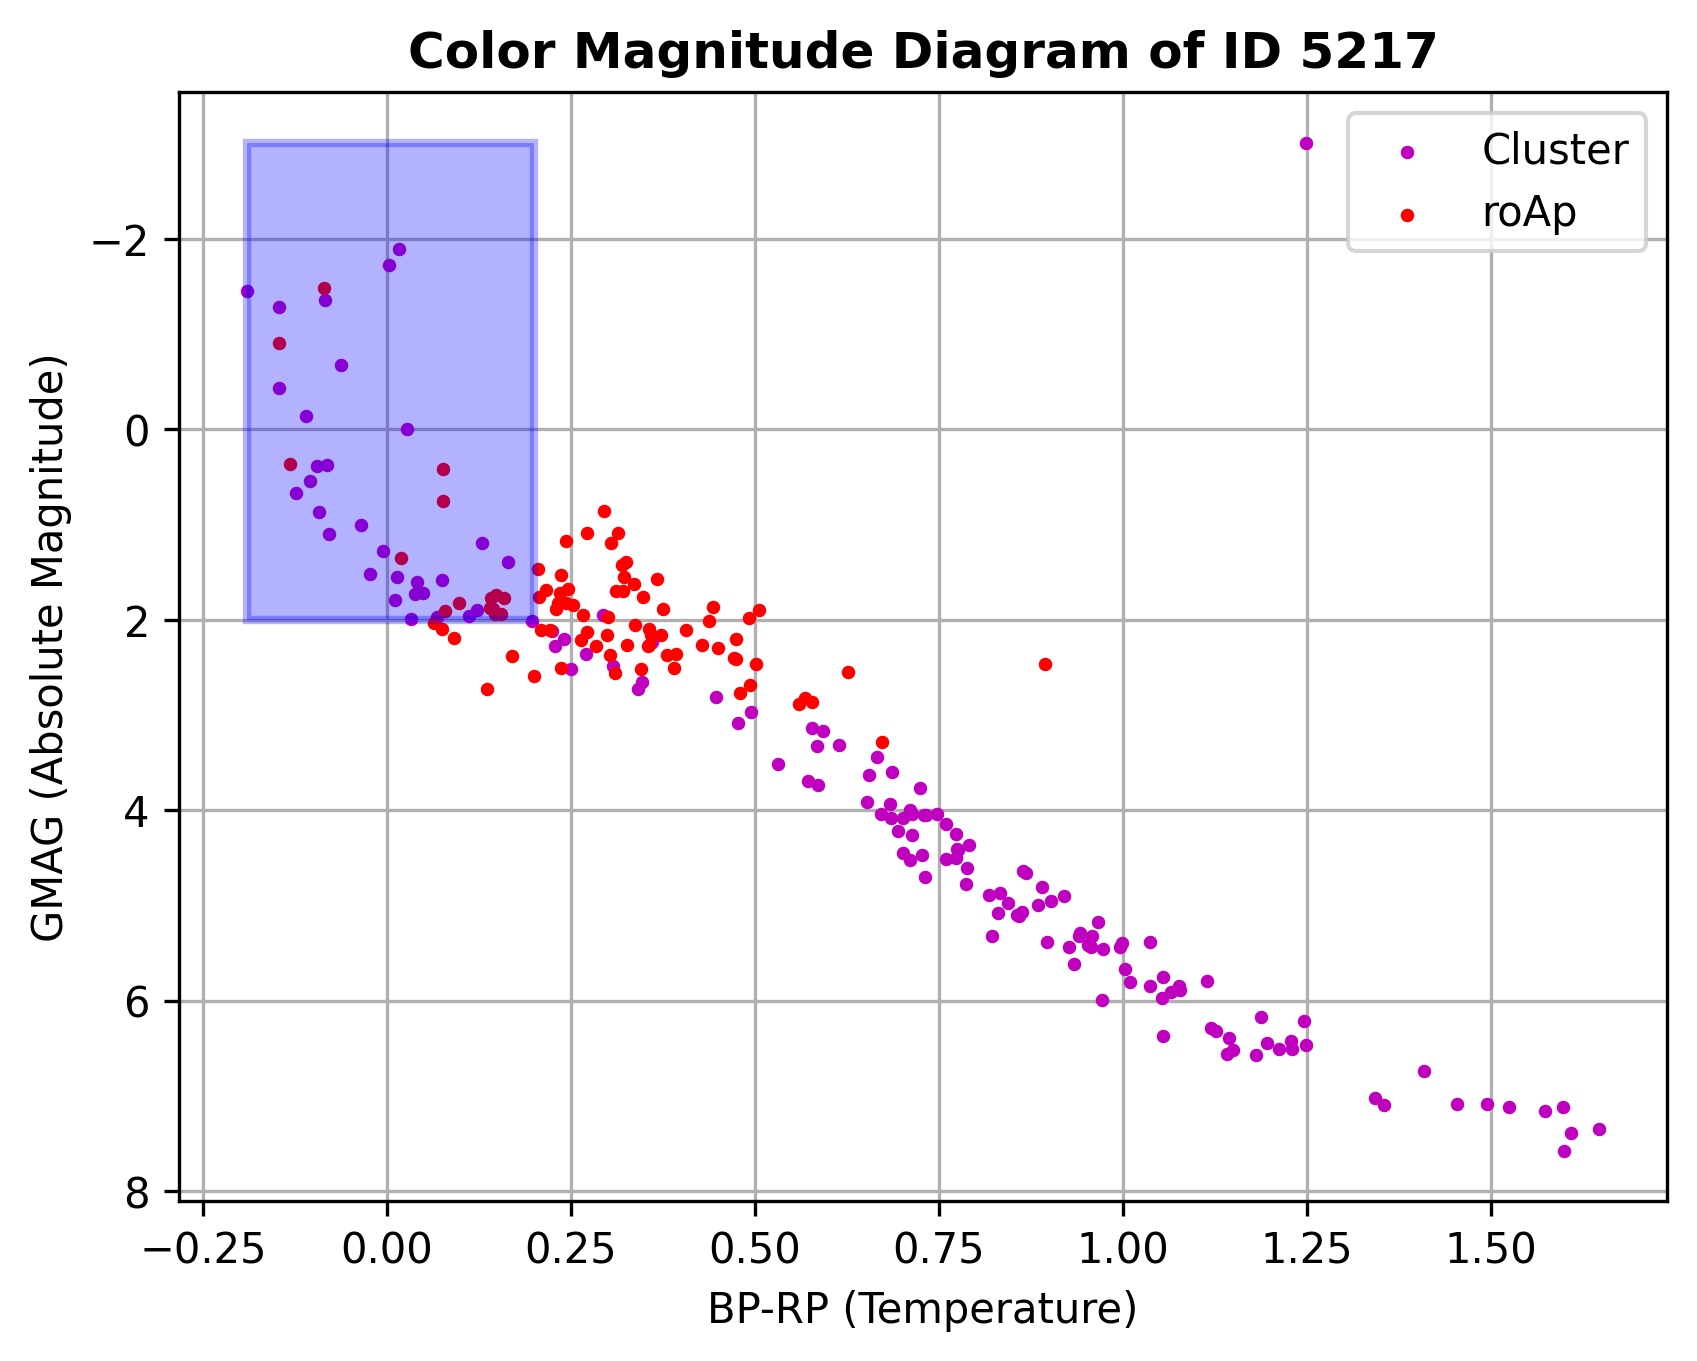 Color Magnitude Diagram of ID 5217
Cluster
roAp
GMAG (Absolute Magnitude)
−2
0
2
4
6
8
−0.25 0.00 0.25 0.50 0.75 1.00 1.25 1.50
BP-RP (Temperature)